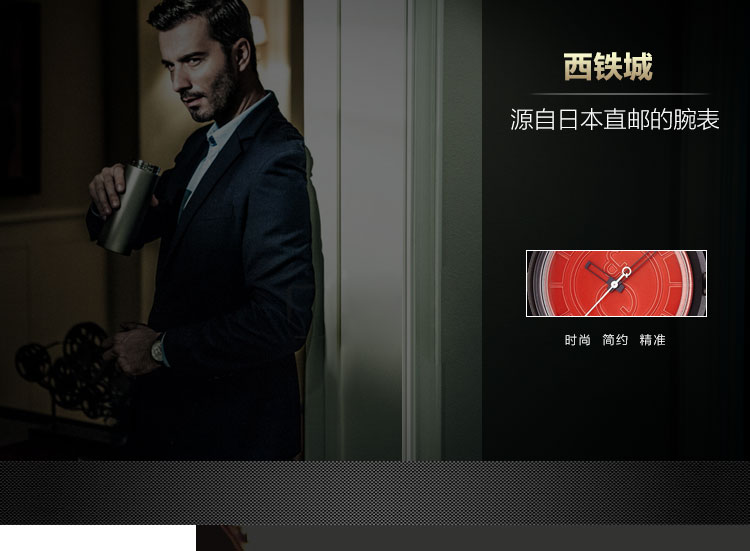 西铁城
源自日本直邮的腕表
时尚 简约 精准